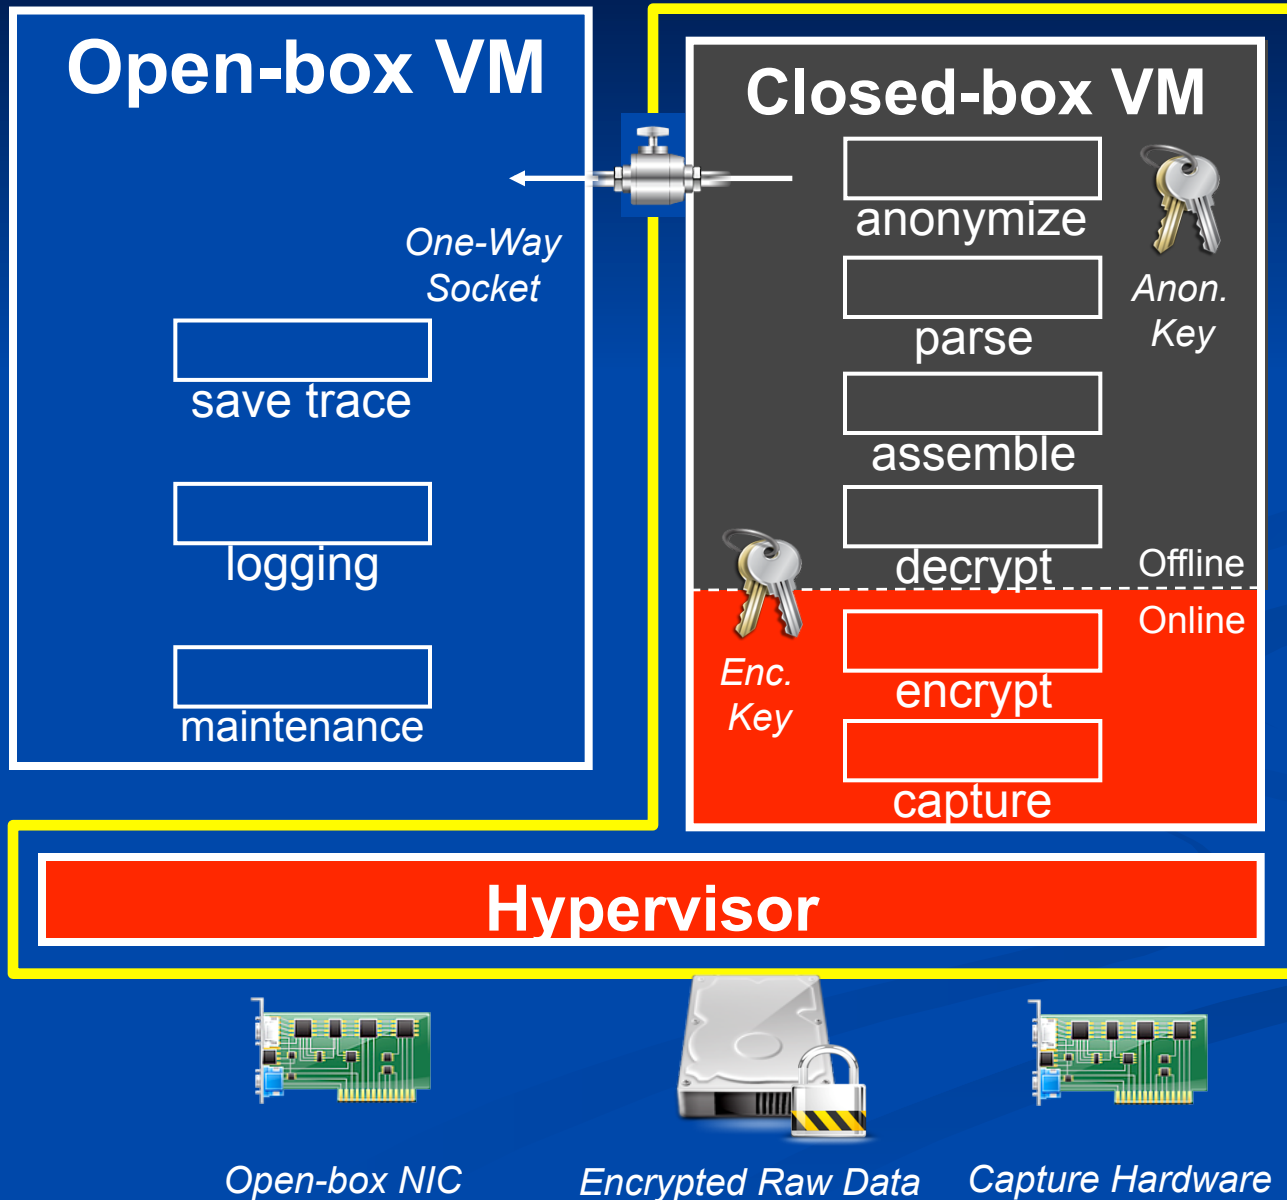 Open-box VM
One-Way
Socket
save trace
logging
maintenance
Closed-box VM
anonymize
Anon.
Key
parse
assemble
decrypt
Offline
Online
Enc.
Key
encrypt
capture
Hypervisor
Open-box NIC
Encrypted Raw Data
Capture Hardware